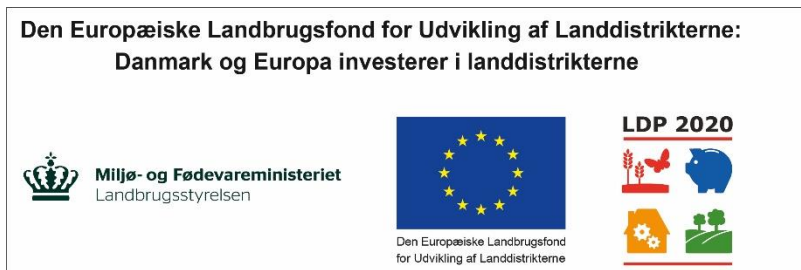 Den Europæiske Landbrugsfond for Udvikling af Landdistrikterne:
Danmark og Europa investerer i landdistrikterne
Miljø- og Fødevareministeriet
Landbrugsstyrelsen
Den Europæiske Landbrugsfond
for Udvikling af Landdistrikterne
LDP 2020